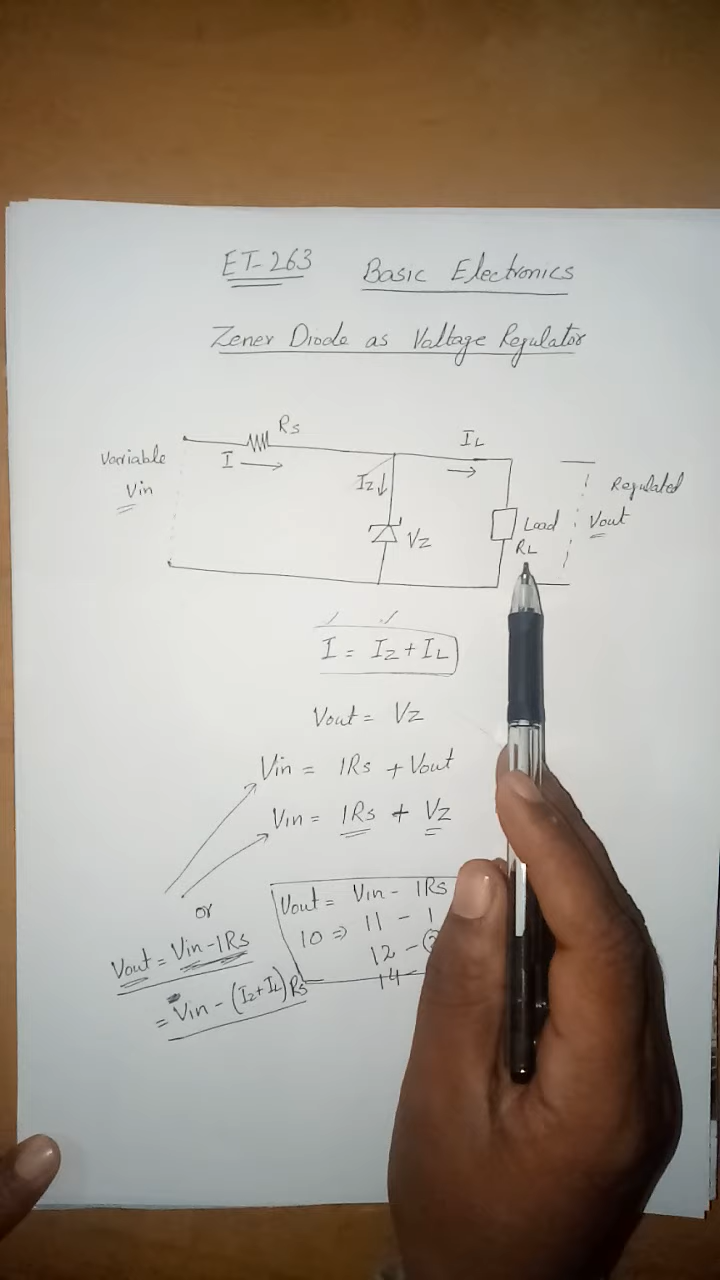 ET-263 Basic Electronics
Zener Diode as Voltage Regulator
Rs
IL
Variable
Vin
I
Iz
Vz
Load
RL
Regulated
Vout
I = Iz + IL
Vout = Vz
Vin = IRs + Vout
Vin = IRs + Vz
or
Vout = Vin - IRs
= Vin - (Iz + IL) Rs
Vout = Vin - IRs
10 ⇒ 11 - 1
12 - 
14 -